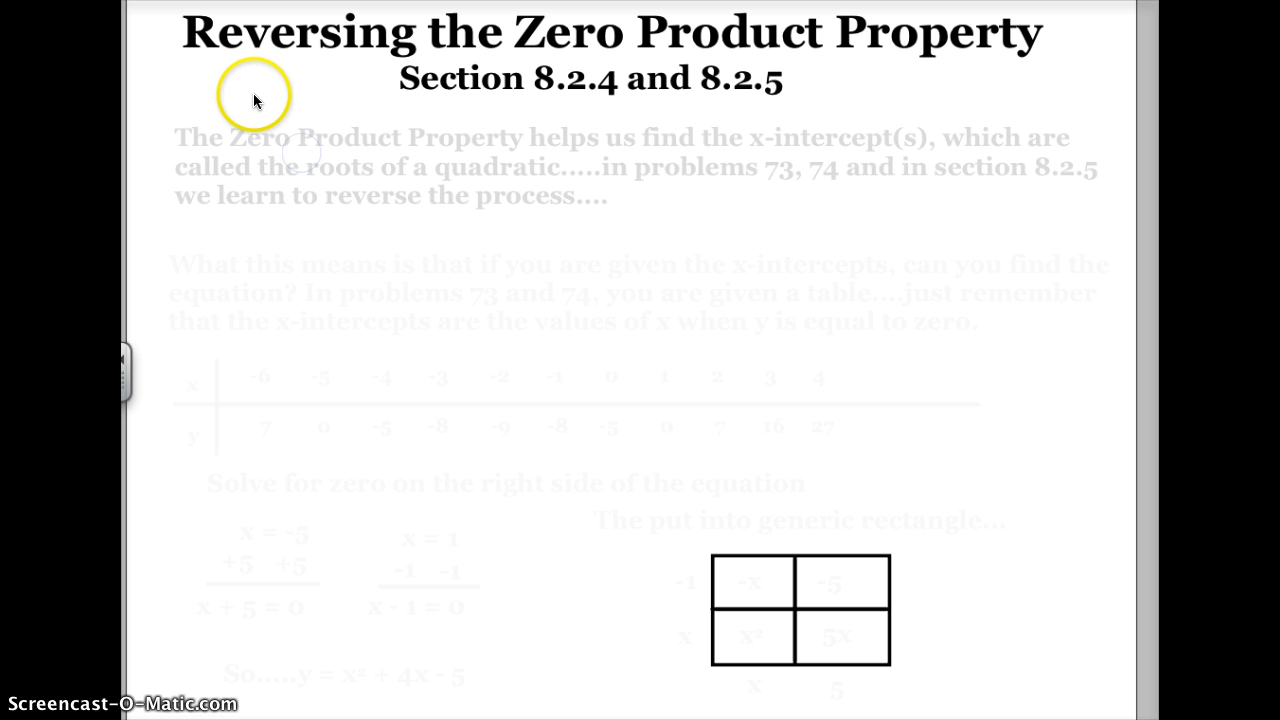 Reversing the Zero Product Property
Section 8.2.4 and 8.2.5
The Zero Product Property helps us find the x-intercept(s), which are
called the roots of a quadratic.....in problems 73, 74 and in section 8.2.5
we learn to reverse the process....
What this means is that if you are given the x-intercepts, can you find the
equation? In problems 73 and 74, you are given a table....just remember
that the x-intercepts are the values of x when y is equal to zero.
x -6 -5 -4 -3 -2 -1 0 1 2 3 4
y 7 0 -5 -8 -9 -8 -5 0 7 16 27
Solve for zero on the right side of the equation
The put into generic rectangle...
x = -5 x = 1
+5 +5 -1 -1
x + 5 = 0 x - 1 = 0
-1 -x -5
x x² 5x
x 5
So.....y = x² + 4x - 5
Screencast-O-Matic.com